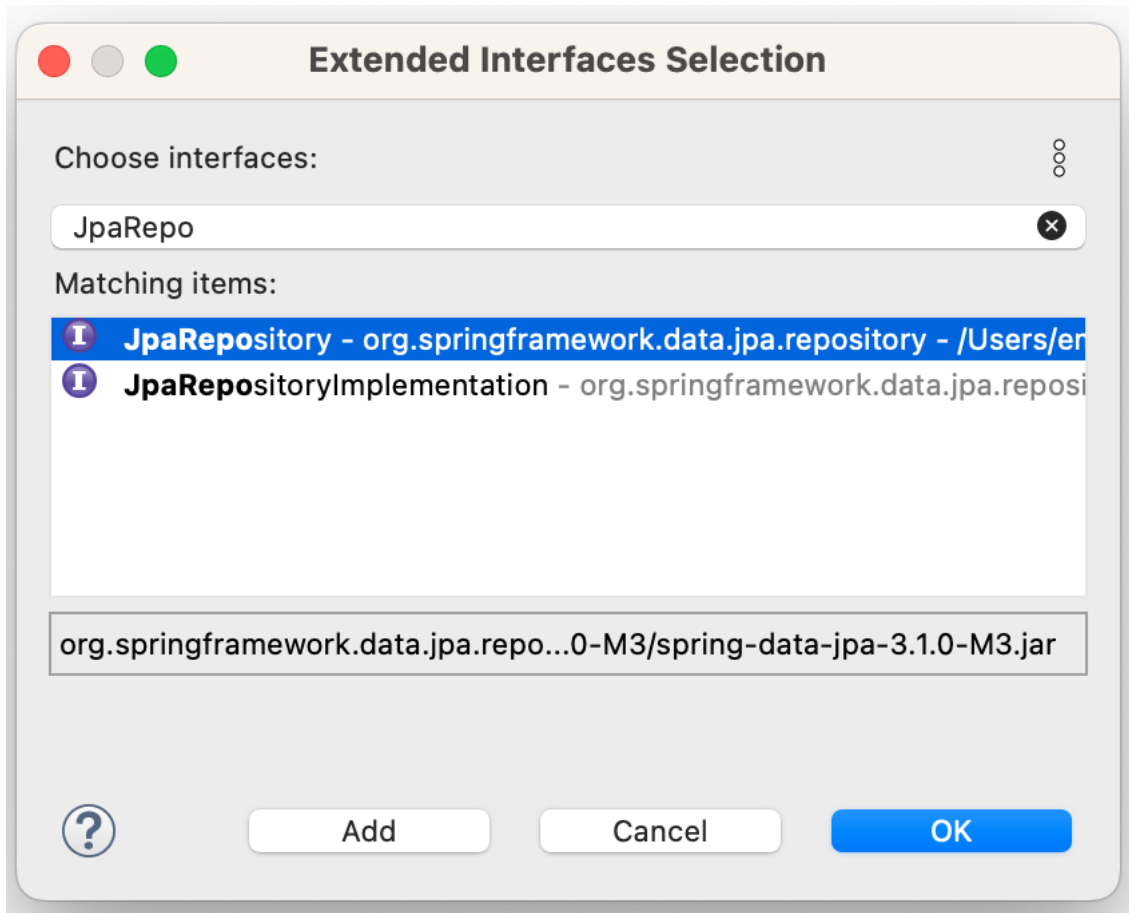 Extended Interfaces Selection
Choose interfaces:
JpaRepo
Matching items:
I JpaRepository - org.springframework.data.jpa.repository - /Users/er
I JpaRepositoryImplementation - org.springframework.data.jpa.reposi
org.springframework.data.jpa.repo...0-M3/spring-data-jpa-3.1.0-M3.jar
? Add Cancel OK